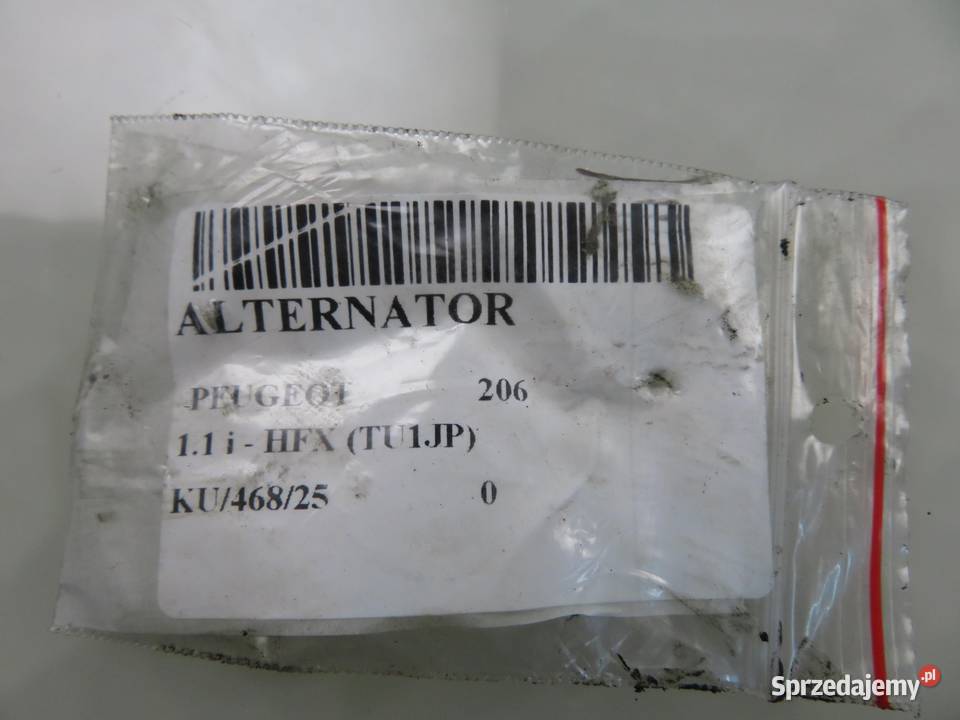 ALTERNATOR
PEUGEOT 206
1.1 i - HFX (TU1JP)
KU/468/25 0
Sprzedajemy.pl